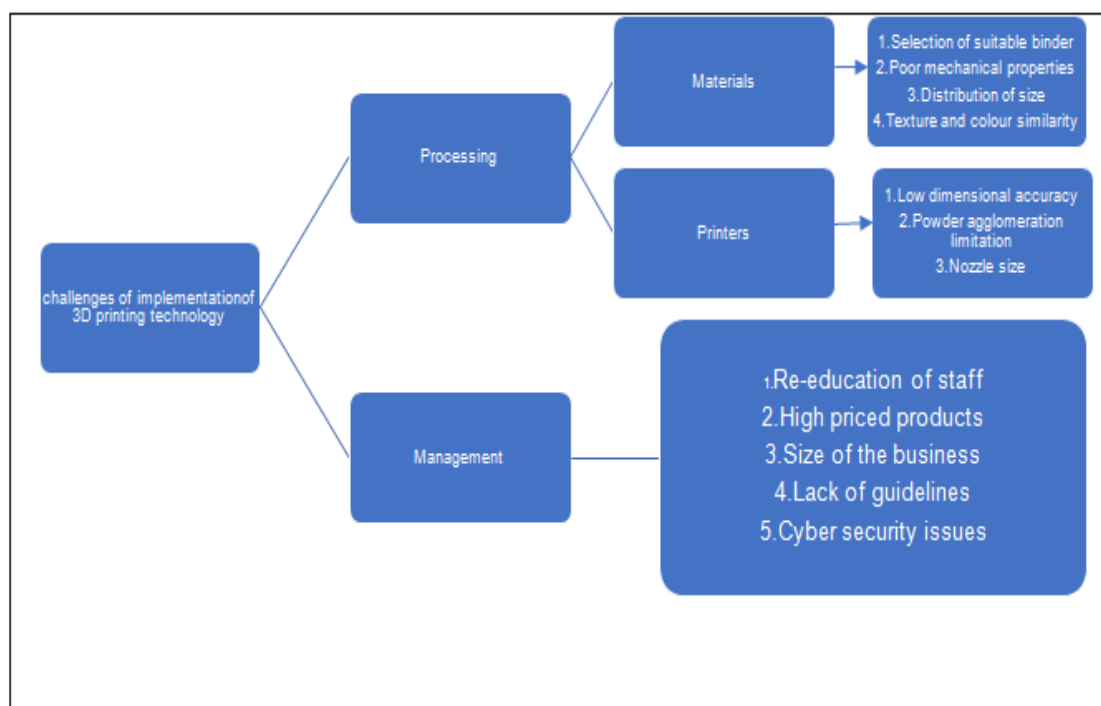 challenges of implementationof
3D printing technology
Processing
Materials
1.Selection of suitable binder
2.Poor mechanical properties
3.Distribution of size
4.Texture and colour similarity
Printers
1.Low dimensional accuracy
2.Powder agglomeration
limitation
3.Nozzle size
Management
1.Re-education of staff
2.High priced products
3.Size of the business
4.Lack of guidelines
5.Cyber security issues